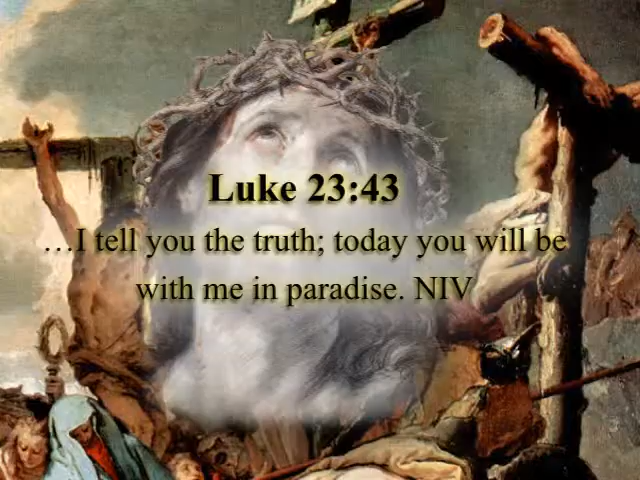 Luke 23:43
…I tell you the truth; today you will be
with me in paradise. NIV